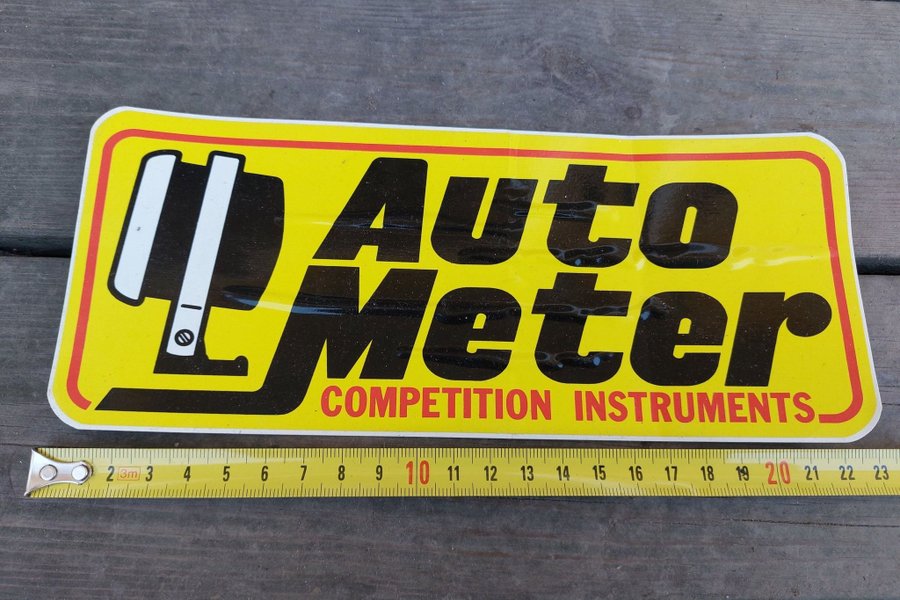 Auto
Meter
COMPETITION INSTRUMENTS
2 3m 3 4 5 6 7 8 9 10 11 12 13 14 15 16 17 18 19 20 21 22 23